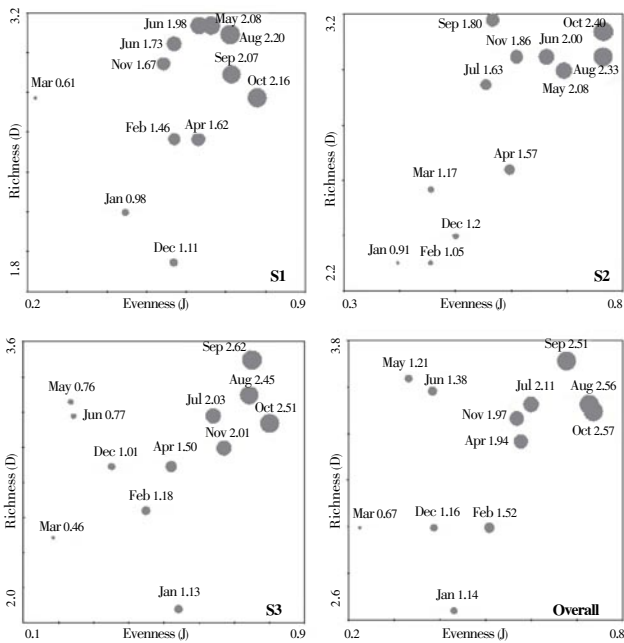 3.2
Jun 1.98
May 2.08
Jun 1.73
Aug 2.20
Nov 1.67
Sep 2.07
Mar 0.61
Oct 2.16
Feb 1.46
Apr 1.62
Richness (D)
Jan 0.98
Dec 1.11
1.8
S1
0.2
Evenness (J)
0.9
3.2
Oct 2.40
Sep 1.80
Nov 1.86
Jun 2.00
Jul 1.63
Aug 2.33
May 2.08
Apr 1.57
Mar 1.17
Richness (D)
Dec 1.2
Jan 0.91
Feb 1.05
2.2
S2
0.3
Evenness (J)
0.8
3.6
Sep 2.62
May 0.76
Aug 2.45
Jun 0.77
Jul 2.03
Oct 2.51
Nov 2.01
Dec 1.01
Apr 1.50
Feb 1.18
Richness (D)
Mar 0.46
Jan 1.13
2.0
S3
0.1
Evenness (J)
0.9
3.8
Sep 2.51
May 1.21
Jun 1.38
Jul 2.11
Aug 2.56
Nov 1.97
Oct 2.57
Apr 1.94
Richness (D)
Mar 0.67
Dec 1.16
Feb 1.52
Jan 1.14
2.6
Overall
0.2
Evenness (J)
0.8